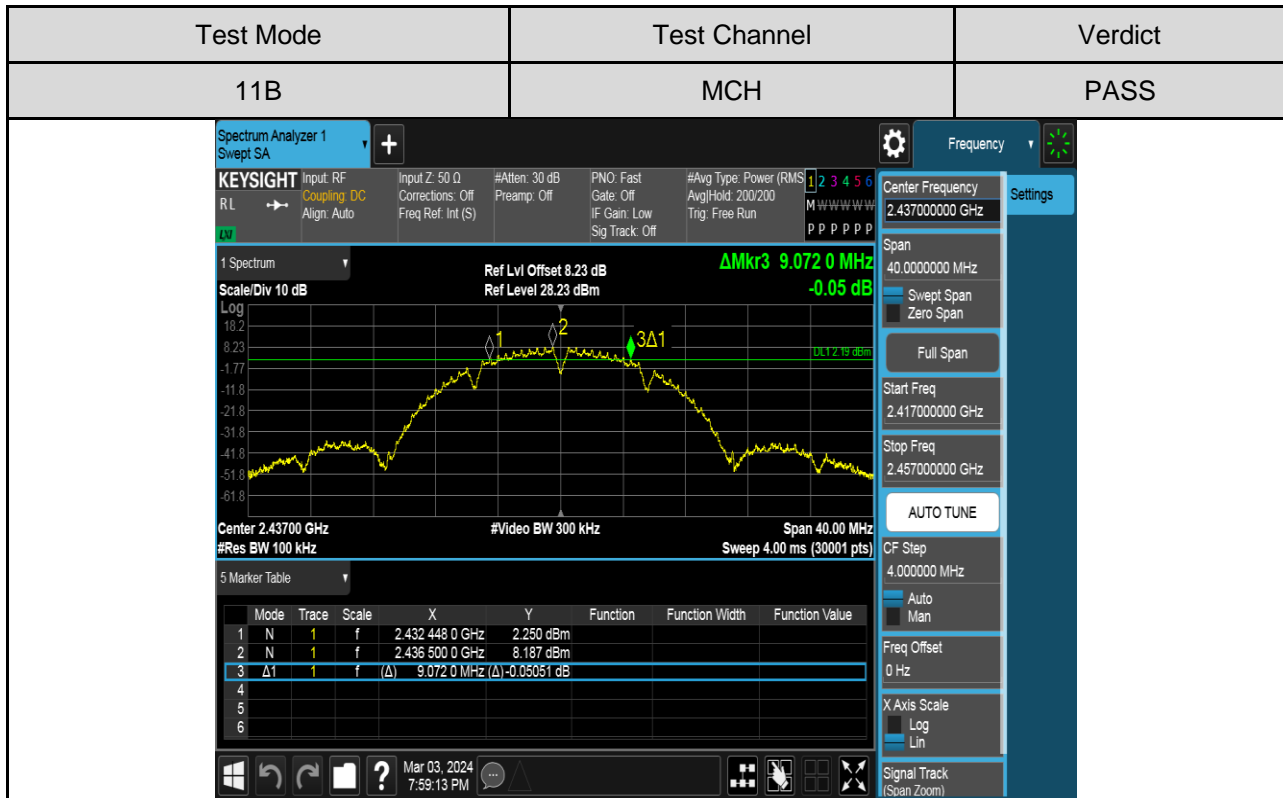 Test Mode Test Channel Verdict
11B MCH PASS
Spectrum Analyzer 1
Swept SA
Frequency
Settings
KEYSIGHT
RL
LXI
Input: RF
Coupling: DC
Align: Auto
Input Z: 50 Ω
Corrections: Off
Freq Ref: Int (S)
#Atten: 30 dB
Preamp: Off
PNO: Fast
Gate: Off
IF Gain: Low
Sig Track: Off
#Avg Type: Power (RMS
Avg|Hold: 200/200
Trig: Free Run
1 2 3 4 5 6
M W W W W W
P P P P P P
1 Spectrum
Scale/Div 10 dB
Ref Lvl Offset 8.23 dB
Ref Level 28.23 dBm
ΔMkr3 9.072 0 MHz
-0.05 dB
Log
18.2
8.23
-1.77
-11.8
-21.8
-31.8
-41.8
-51.8
-61.8
1
2
3Δ1
DL1 2.19 dBm
Center 2.43700 GHz #Video BW 300 kHz Span 40.00 MHz
#Res BW 100 kHz Sweep 4.00 ms (30001 pts)
5 Marker Table
Mode Trace Scale X Y Function Function Width Function Value
1 N 1 f 2.432 448 0 GHz 2.250 dBm
2 N 1 f 2.436 500 0 GHz 8.187 dBm
3 Δ1 1 f (Δ) 9.072 0 MHz (Δ) -0.05051 dB
4
5
6
Mar 03, 2024
7:59:13 PM
Center Frequency
2.437000000 GHz
Span
40.0000000 MHz
Swept Span
Zero Span
Full Span
Start Freq
2.417000000 GHz
Stop Freq
2.457000000 GHz
AUTO TUNE
CF Step
4.000000 MHz
Auto
Man
Freq Offset
0 Hz
X Axis Scale
Log
Lin
Signal Track
(Span Zoom)